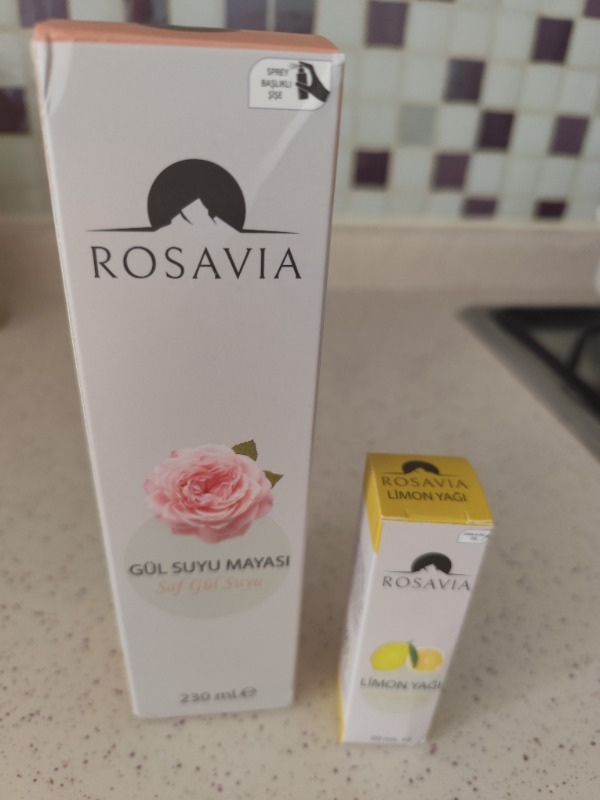 SPREY
BAŞLIKLI
ŞİŞE
ROSAVIA
GÜL SUYU MAYASI
Saf Gül Suyu
230 mL℮
ROSAVIA
LİMON YAĞI
ROSAVIA
LİMON YAĞI